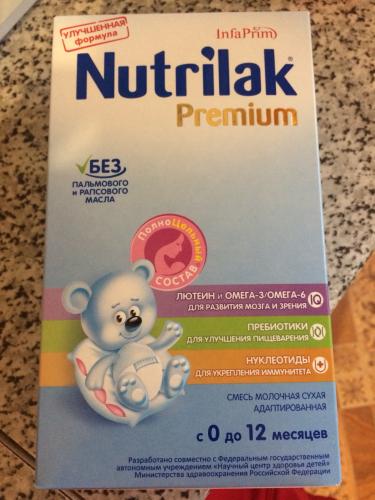 УЛУЧШЕННАЯ
формула
InfaPrim
Nutrilak®
Premium
БЕЗ
ПАЛЬМОВОГО
И РАПСОВОГО
МАСЛА
ПОЛНОЦельный
СОСТАВ
ЛЮТЕИН И ОМЕГА-3/ОМЕГА-6
ДЛЯ РАЗВИТИЯ МОЗГА И ЗРЕНИЯ
IQ
ПРЕБИОТИКИ
ДЛЯ УЛУЧШЕНИЯ ПИЩЕВАРЕНИЯ
НУКЛЕОТИДЫ
ДЛЯ УКРЕПЛЕНИЯ ИММУНИТЕТА
СМЕСЬ МОЛОЧНАЯ СУХАЯ
АДАПТИРОВАННАЯ
с 0 до 12 месяцев
Разработано совместно с Федеральным государственным
автономным учреждением «Научный центр здоровья детей»
Министерства здравоохранения Российской Федерации